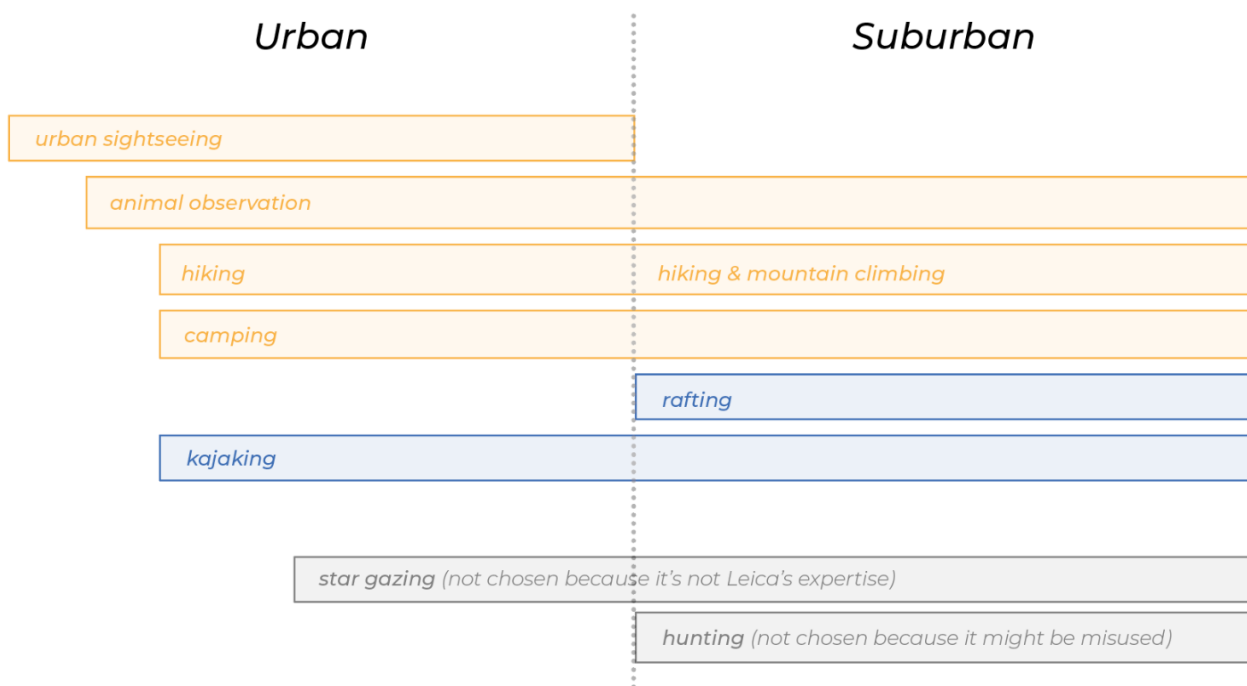 Urban
Suburban
urban sightseeing
animal observation
hiking
hiking & mountain climbing
camping
rafting
kajaking
star gazing (not chosen because it's not Leica's expertise)
hunting (not chosen because it might be misused)